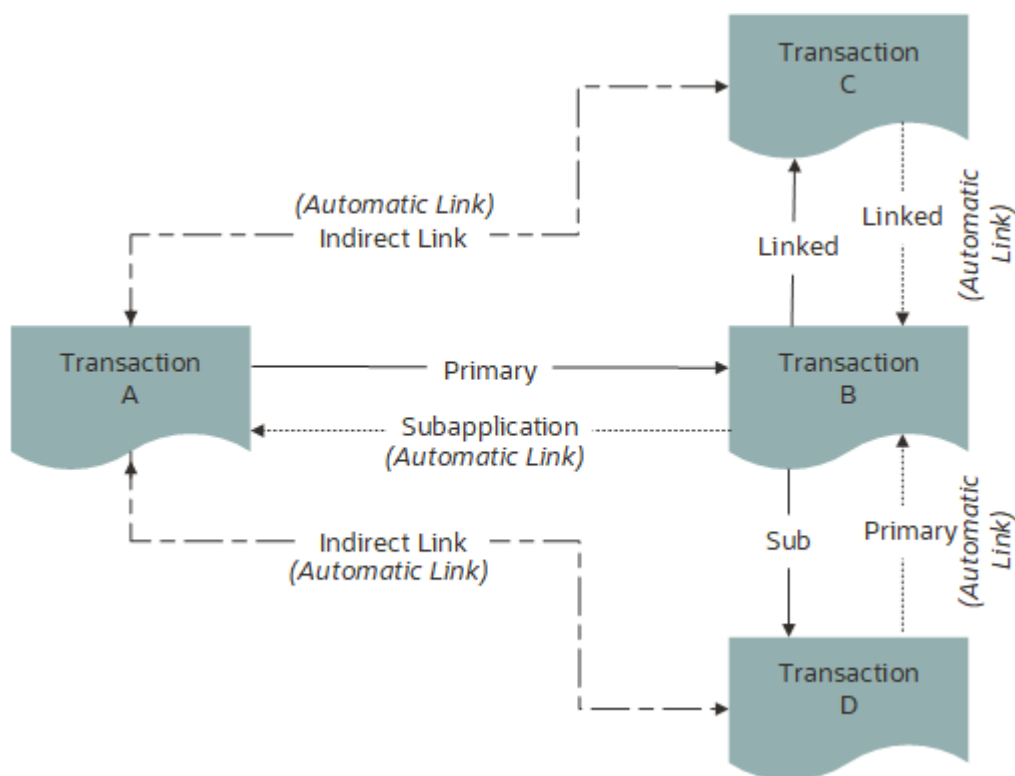 Transaction
C
(Automatic Link)
Indirect Link
Linked
Linked
(Automatic
Link)
Transaction
A
Primary
Transaction
B
Subapplication
(Automatic Link)
Indirect Link
(Automatic Link)
Sub
Primary
(Automatic
Link)
Transaction
D